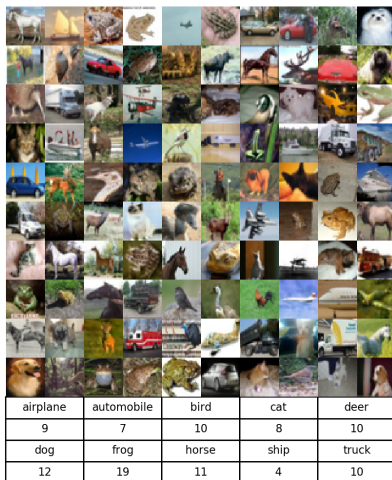 airplane automobile bird cat deer
9 7 10 8 10
dog frog horse ship truck
12 19 11 4 10